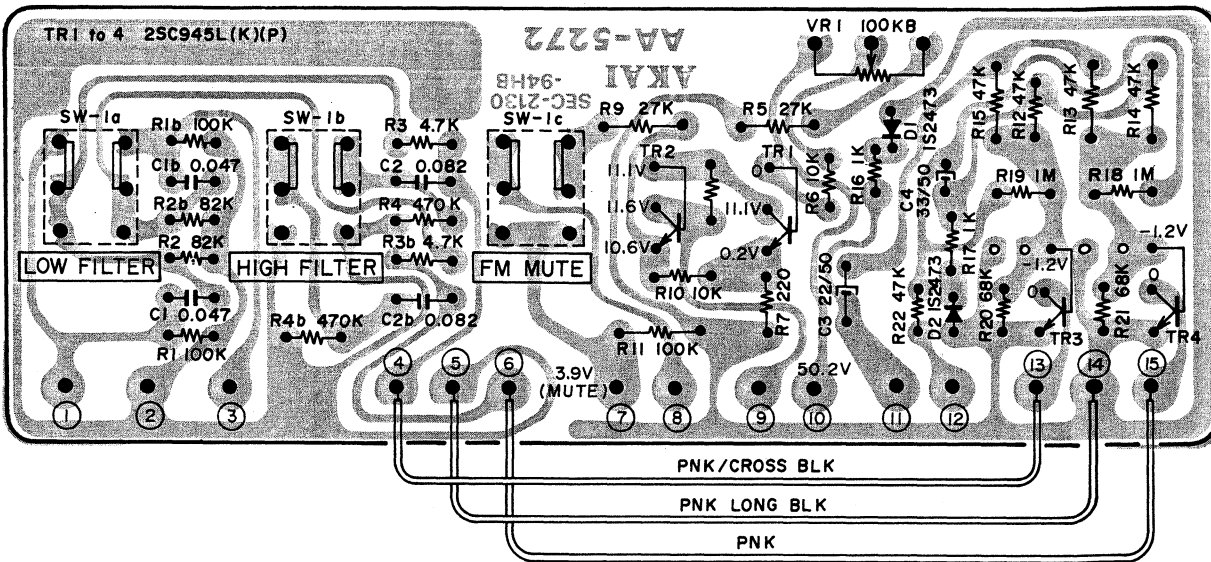 TR1 to 4 2SC945L(K)(P)
AA-5272
AKAI
SEC-2130
-94HB
VR1 100KB
SW-1a
R1b 100K
C1b 0.047
R2b 82K
R2 82K
C1 0.047
R1 100K
LOW FILTER
SW-1b
HIGH FILTER
R4b 470K
R3 4.7K
C2 0.082
R4 470K
R3b 4.7K
C2b 0.082
SW-1c
FM MUTE
R9 27K
R5 27K
TR2
11.1V
11.6V
10.6V
R10 10K
R11 100K
TR1
0
11.1V
0.2V
R7 220
R6 10K
R16 1K
D1
1S2473
C4
33/50
R17 1K
C3 22/50
R22 47K
D2 1S2473
R20 68K
R15 47K
R12 47K
R13 47K
R14 47K
R19 1M
R18 1M
-1.2V
0
TR3
R21 68K
-1.2V
0
TR4
3.9V
(MUTE)
50.2V
1 2 3 4 5 6 7 8 9 10 11 12 13 14 15
PNK/CROSS BLK
PNK LONG BLK
PNK